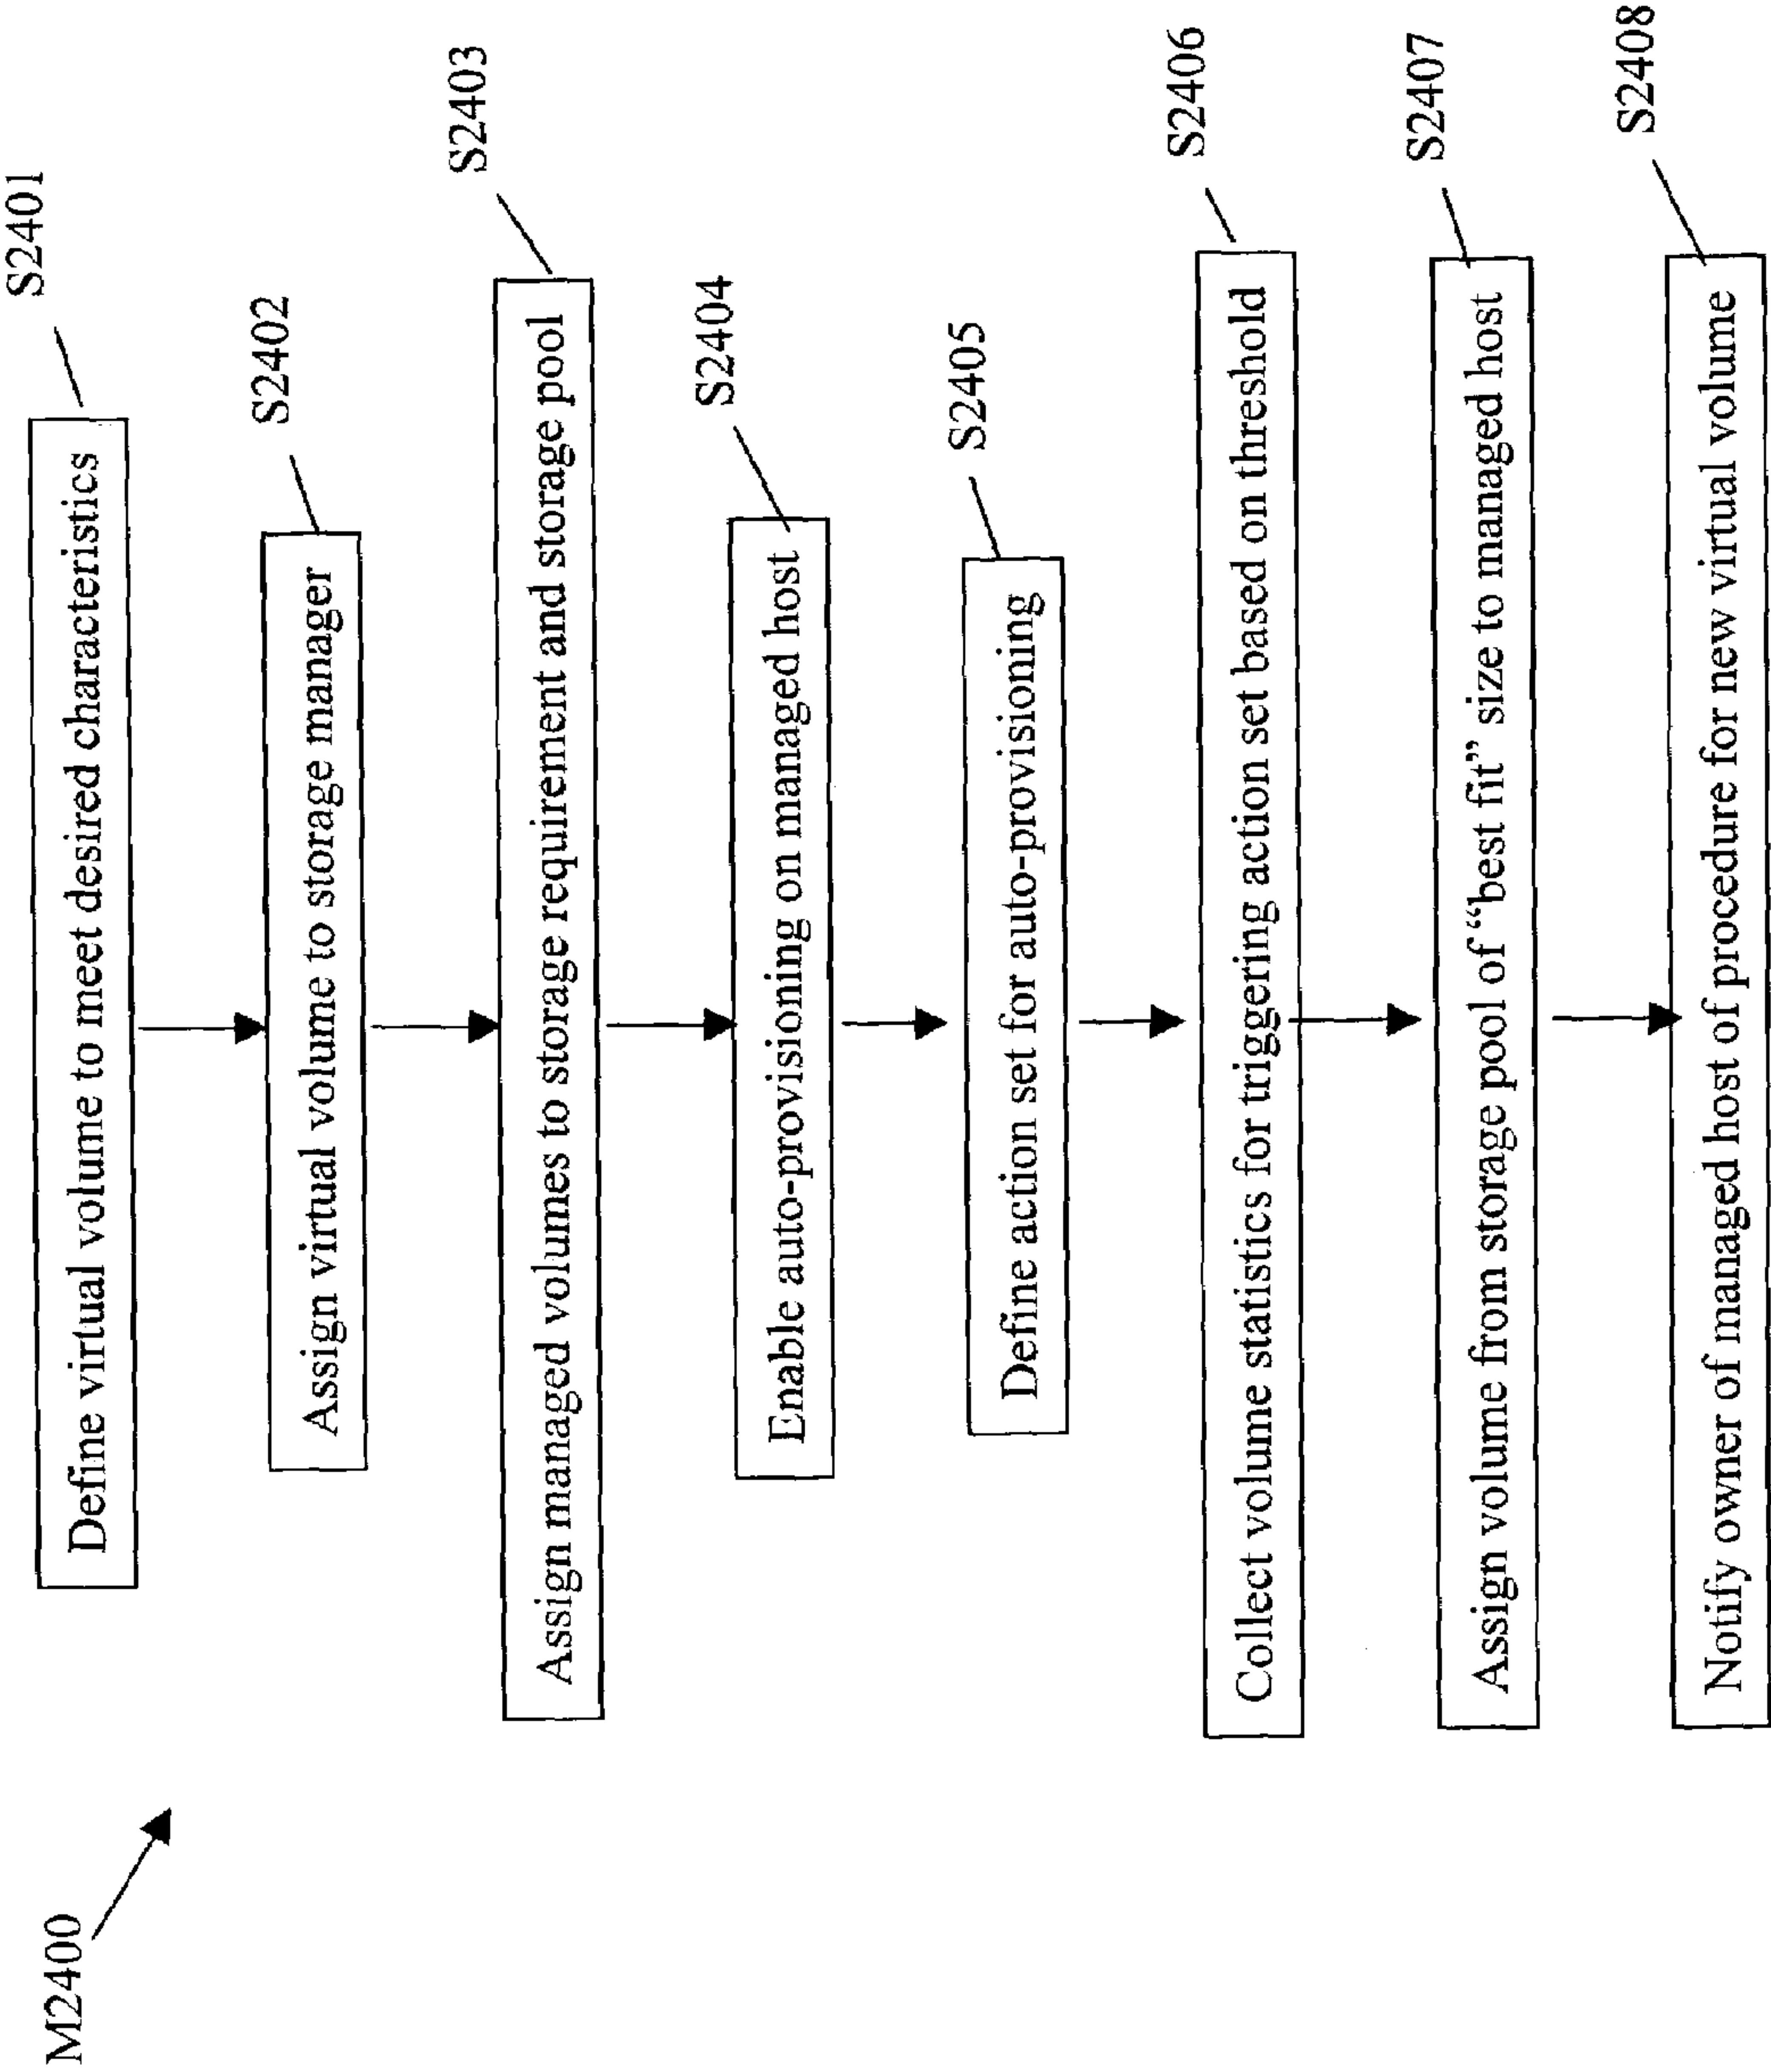 M2400
S2401
Define virtual volume to meet desired characteristics
S2402
Assign virtual volume to storage manager
S2403
Assign managed volumes to storage requirement and storage pool
S2404
Enable auto-provisioning on managed host
S2405
Define action set for auto-provisioning
S2406
Collect volume statistics for triggering action set based on threshold
S2407
Assign volume from storage pool of “best fit” size to managed host
S2408
Notify owner of managed host of procedure for new virtual volume